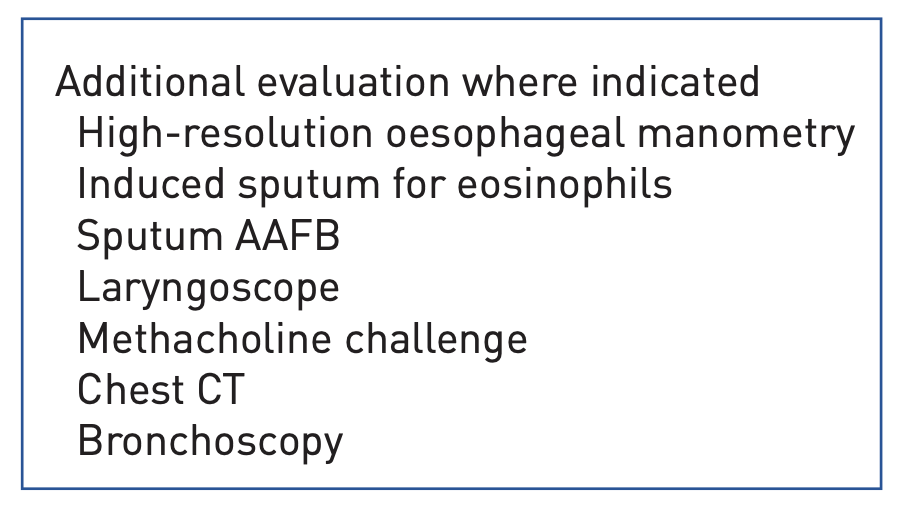 Additional evaluation where indicated
High-resolution oesophageal manometry
Induced sputum for eosinophils
Sputum AAFB
Laryngoscope
Methacholine challenge
Chest CT
Bronchoscopy